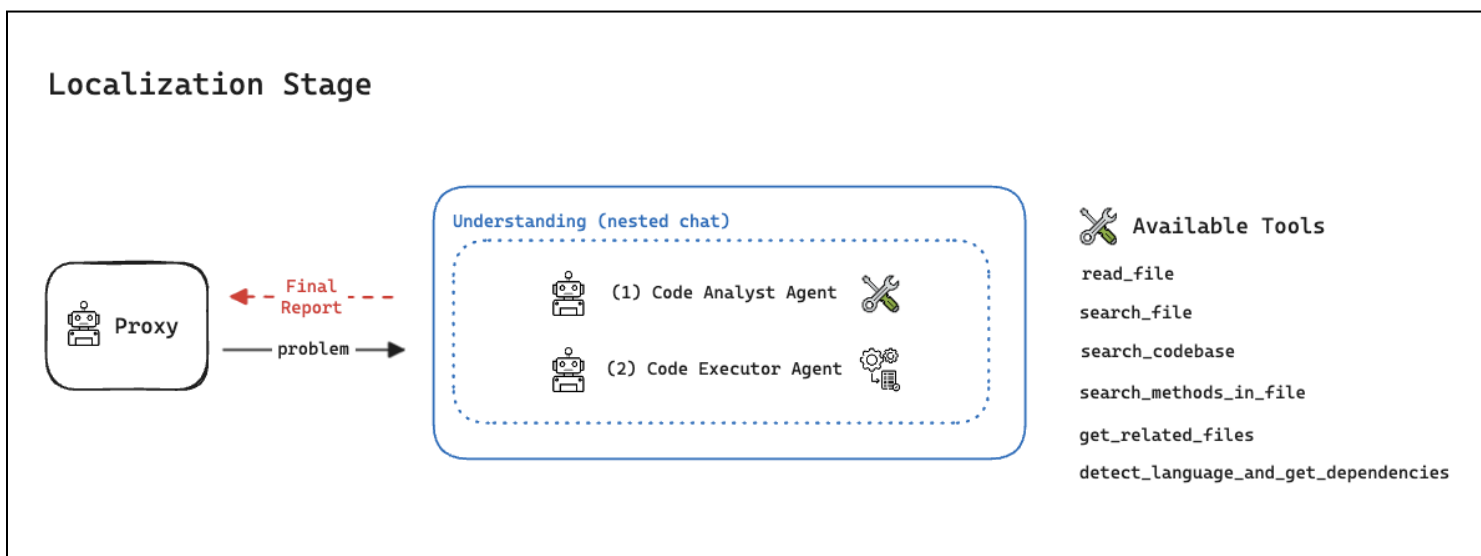 Localization Stage
Understanding (nested chat)
Final
Report
Proxy
problem
(1) Code Analyst Agent
(2) Code Executor Agent
Available Tools
read_file
search_file
search_codebase
search_methods_in_file
get_related_files
detect_language_and_get_dependencies